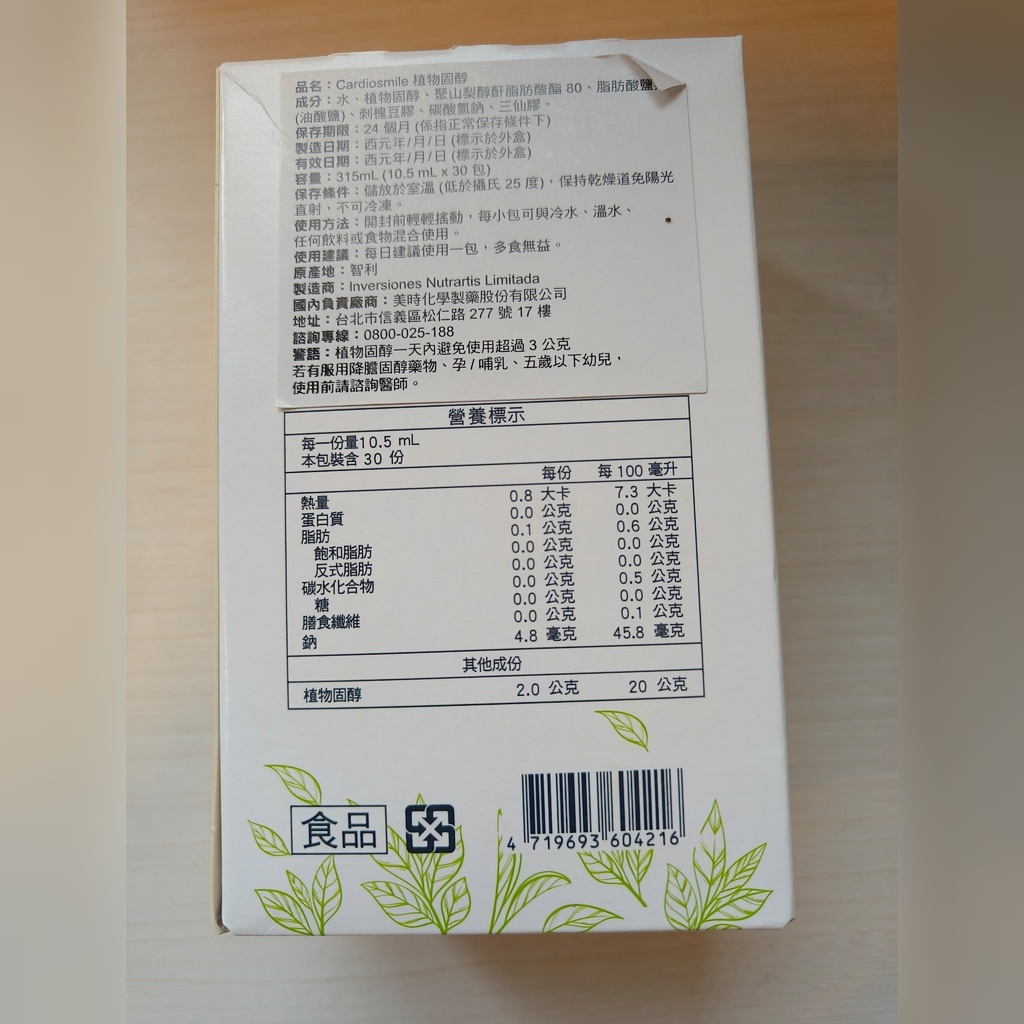 品名：Cardiosmile 植物固醇
成分：水、植物固醇、聚山梨醇酐脂肪酸酯 80、脂肪酸鹽
(油酸鹽)、刺槐豆膠、碳酸氫鈉、三仙膠。
保存期限：24 個月 (係指正常保存條件下)
製造日期：西元年/月/日 (標示於外盒)
有效日期：西元年/月/日 (標示於外盒)
容量：315mL (10.5 mL x 30 包)
保存條件：儲放於室溫 (低於攝氏 25 度)，保持乾燥道免陽光
直射，不可冷凍。
使用方法：開封前輕輕搖動，每小包可與冷水、溫水、
任何飲料或食物混合使用。
使用建議：每日建議使用一包，多食無益。
原產地：智利
製造商：Inversiones Nutrartis Limitada
國內負責廠商：美時化學製藥股份有限公司
地址：台北市信義區松仁路 277 號 17 樓
諮詢專線：0800-025-188
警語：植物固醇一天內避免使用超過 3 公克
若有服用降膽固醇藥物、孕/哺乳、五歲以下幼兒，
使用前請諮詢醫師。
營養標示
每一份量10.5 mL
本包裝含 30 份
每份 每 100 毫升
熱量 0.8 大卡 7.3 大卡
蛋白質 0.0 公克 0.0 公克
脂肪 0.1 公克 0.6 公克
飽和脂肪 0.0 公克 0.0 公克
反式脂肪 0.0 公克 0.0 公克
碳水化合物 0.0 公克 0.5 公克
糖 0.0 公克 0.0 公克
膳食纖維 0.0 公克 0.1 公克
鈉 4.8 毫克 45.8 毫克
其他成份
植物固醇 2.0 公克 20 公克
食品
4 719693 604216